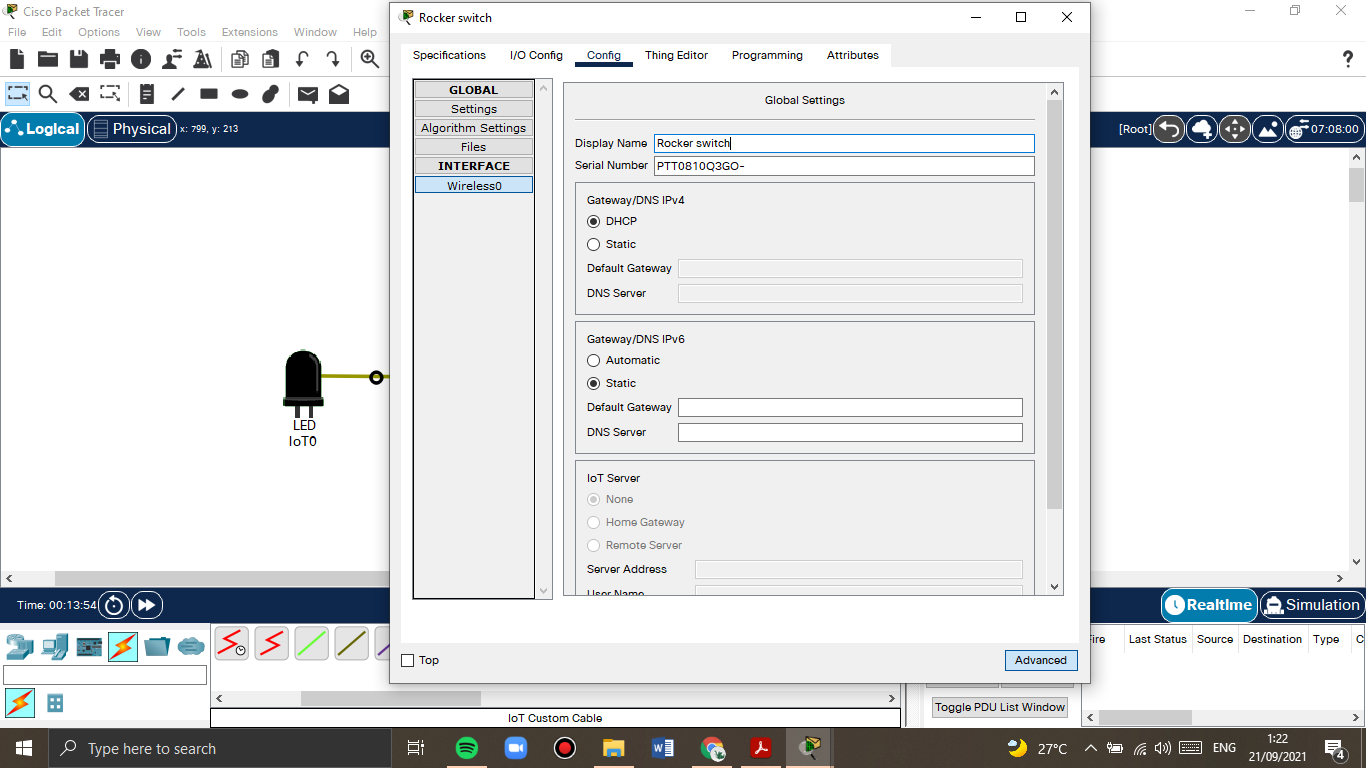 Cisco Packet Tracer
File Edit Options View Tools Extensions Window Help
?
Logical Physical x: 799, y: 213
[Root] 07:08:00
LED
IoT0
Rocker switch
Specifications I/O Config Config Thing Editor Programming Attributes
GLOBAL
Settings
Algorithm Settings
Files
INTERFACE
Wireless0
Global Settings
Display Name Rocker switch
Serial Number PTT0810Q3GO-
Gateway/DNS IPv4
DHCP
Static
Default Gateway
DNS Server
Gateway/DNS IPv6
Automatic
Static
Default Gateway
DNS Server
IoT Server
None
Home Gateway
Remote Server
Server Address
User Name
Top Advanced
Time: 00:13:54
Realtime Simulation
Fire Last Status Source Destination Type C
Toggle PDU List Window
IoT Custom Cable
Type here to search
27°C ENG
1:22
21/09/2021
4